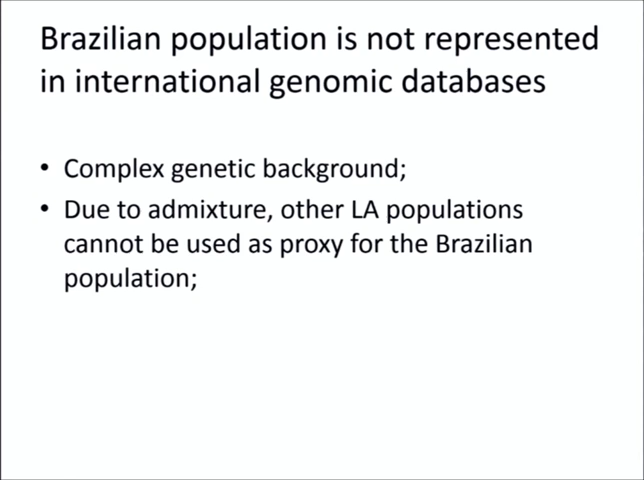 Brazilian population is not represented
in international genomic databases
• Complex genetic background;
• Due to admixture, other LA populations
cannot be used as proxy for the Brazilian
population;